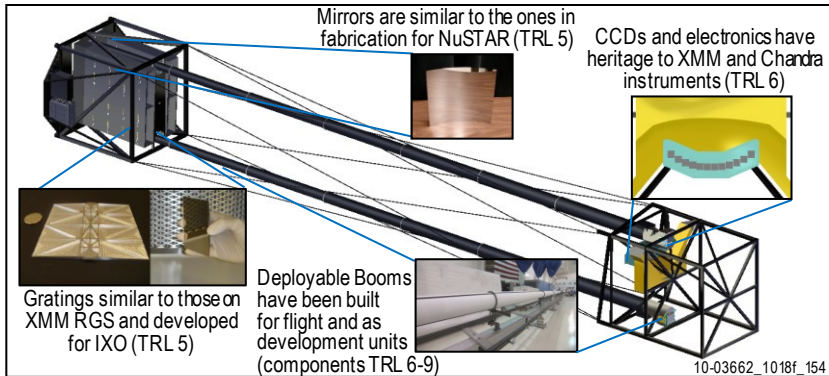 Mirrors are similar to the ones in
fabrication for NuSTAR (TRL 5)
CCDs and electronics have
heritage to XMM and Chandra
instruments (TRL 6)
Gratings similar to those on
XMM RGS and developed
for IXO (TRL 5)
Deployable Booms
have been built
for flight and as
development units
(components TRL 6-9)
10-03662_1018f_154